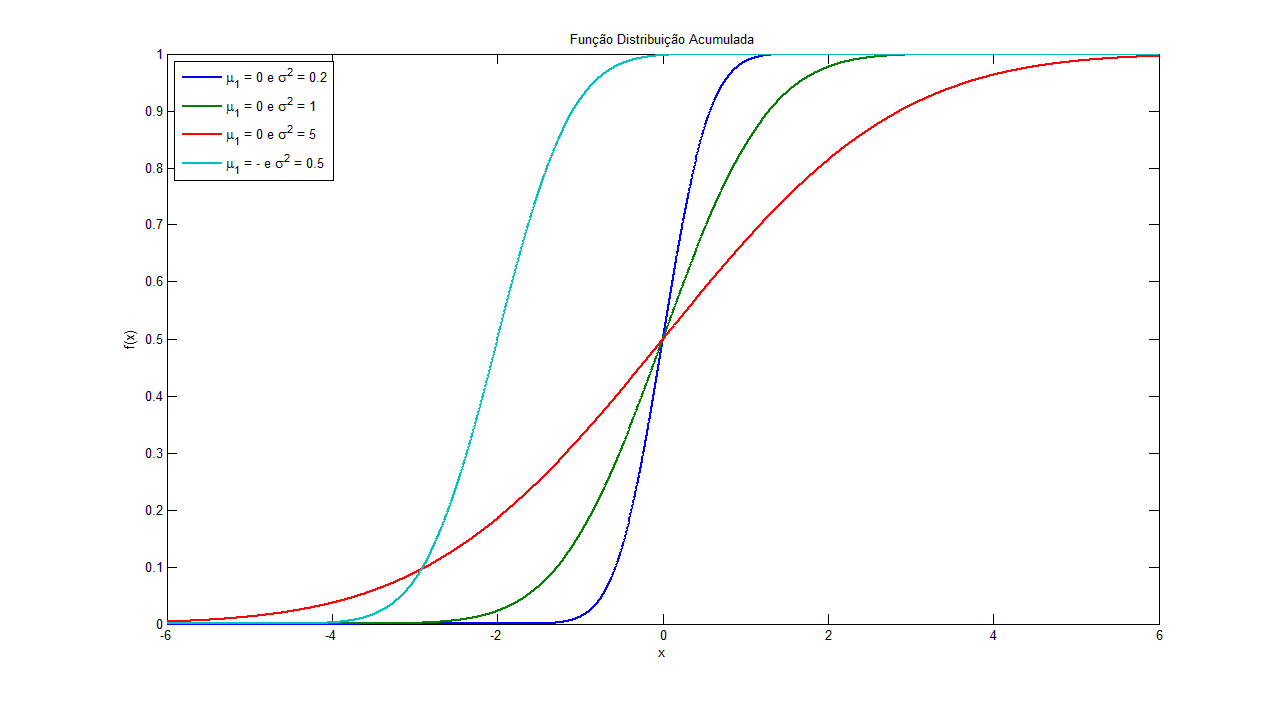 Função Distribuição Acumulada
μ₁ = 0 e σ² = 0.2
μ₁ = 0 e σ² = 1
μ₁ = 0 e σ² = 5
μ₁ = - e σ² = 0.5
1
0.9
0.8
0.7
0.6
0.5
0.4
0.3
0.2
0.1
0
f(x)
-6 -4 -2 0 2 4 6
x